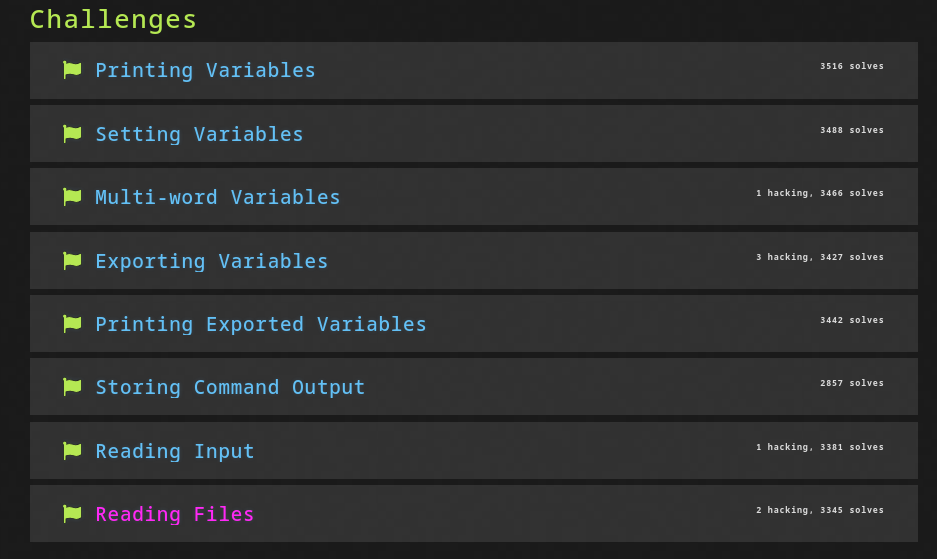 Challenges
Printing Variables 3516 solves
Setting Variables 3488 solves
Multi-word Variables 1 hacking, 3466 solves
Exporting Variables 3 hacking, 3427 solves
Printing Exported Variables 3442 solves
Storing Command Output 2857 solves
Reading Input 1 hacking, 3381 solves
Reading Files 2 hacking, 3345 solves